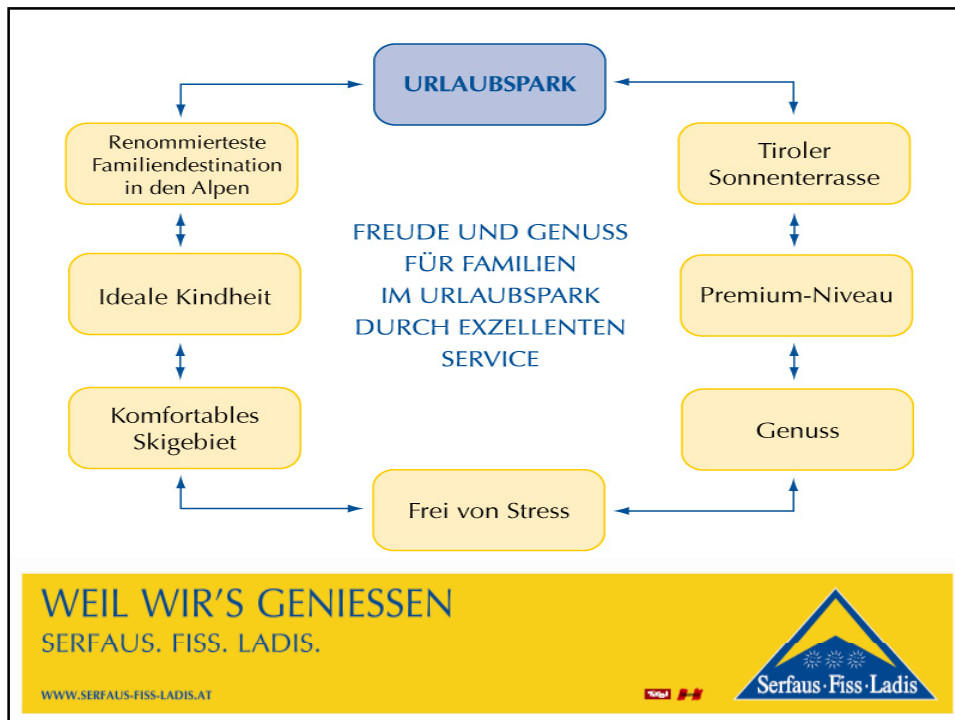 URLAUBSPARK
Renommierteste
Familiendestination
in den Alpen
Tiroler
Sonnenterrasse
FREUDE UND GENUSS
FÜR FAMILIEN
IM URLAUBSPARK
DURCH EXZELLENTEN
SERVICE
Ideale Kindheit
Premium-Niveau
Komfortables
Skigebiet
Genuss
Frei von Stress
WEIL WIR'S GENIESSEN
SERFAUS. FISS. LADIS.
WWW.SERFAUS-FISS-LADIS.AT
Tirol
Serfaus·Fiss·Ladis